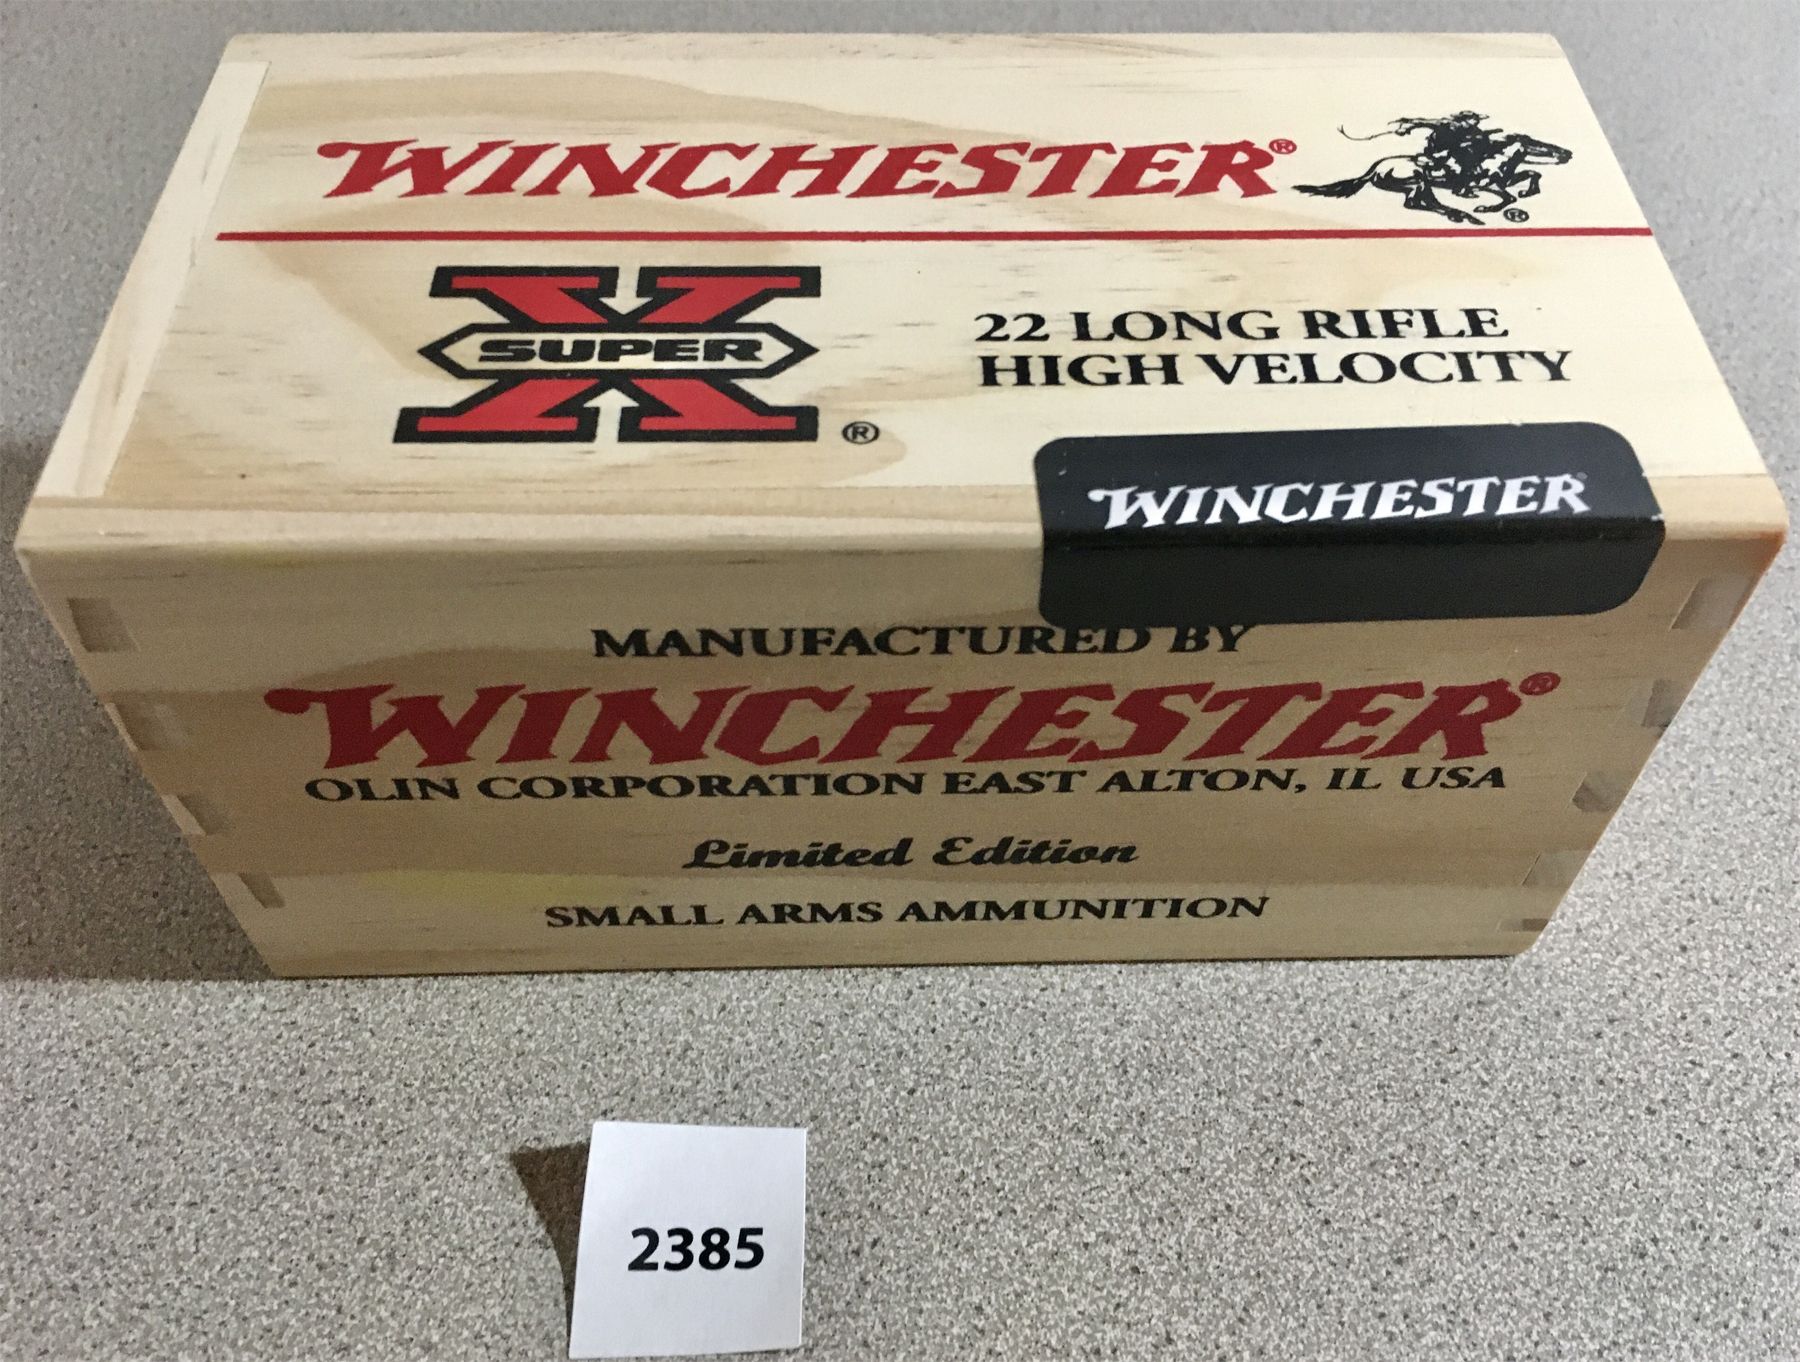 WINCHESTER®
®
X
SUPER
®
22 LONG RIFLE
HIGH VELOCITY
WINCHESTER
MANUFACTURED BY
WINCHESTER®
OLIN CORPORATION EAST ALTON, IL USA
Limited Edition
SMALL ARMS AMMUNITION
2385